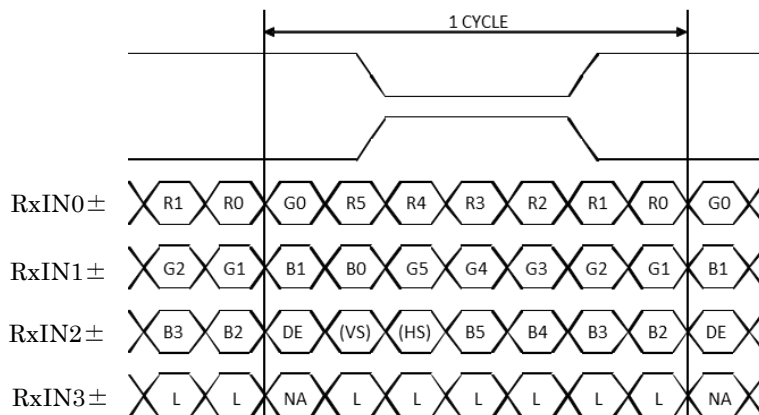 1 CYCLE
RxIN0± R1 R0 G0 R5 R4 R3 R2 R1 R0 G0
RxIN1± G2 G1 B1 B0 G5 G4 G3 G2 G1 B1
RxIN2± B3 B2 DE (VS) (HS) B5 B4 B3 B2 DE
RxIN3± L L NA L L L L L L NA